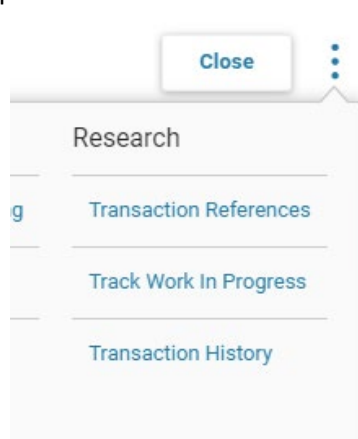 Close
Research
g
Transaction References
Track Work In Progress
Transaction History